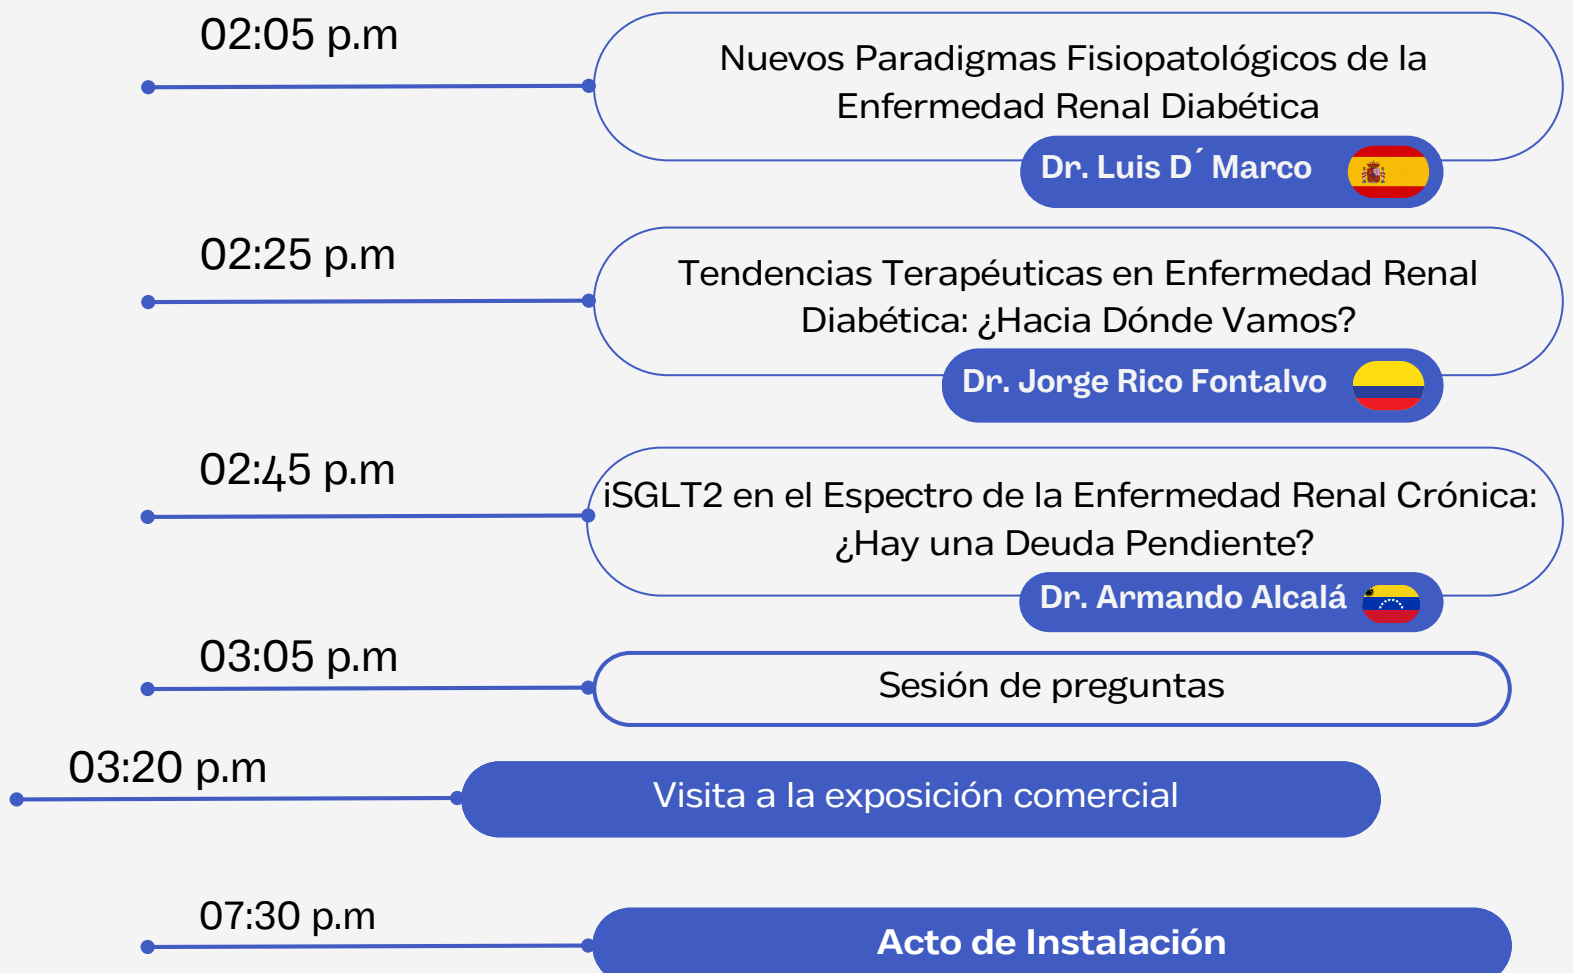 02:05 p.m
Nuevos Paradigmas Fisiopatológicos de la
Enfermedad Renal Diabética
Dr. Luis D´ Marco
02:25 p.m
Tendencias Terapéuticas en Enfermedad Renal
Diabética: ¿Hacia Dónde Vamos?
Dr. Jorge Rico Fontalvo
02:45 p.m
iSGLT2 en el Espectro de la Enfermedad Renal Crónica:
¿Hay una Deuda Pendiente?
Dr. Armando Alcalá
03:05 p.m
Sesión de preguntas
03:20 p.m
Visita a la exposición comercial
07:30 p.m
Acto de Instalación